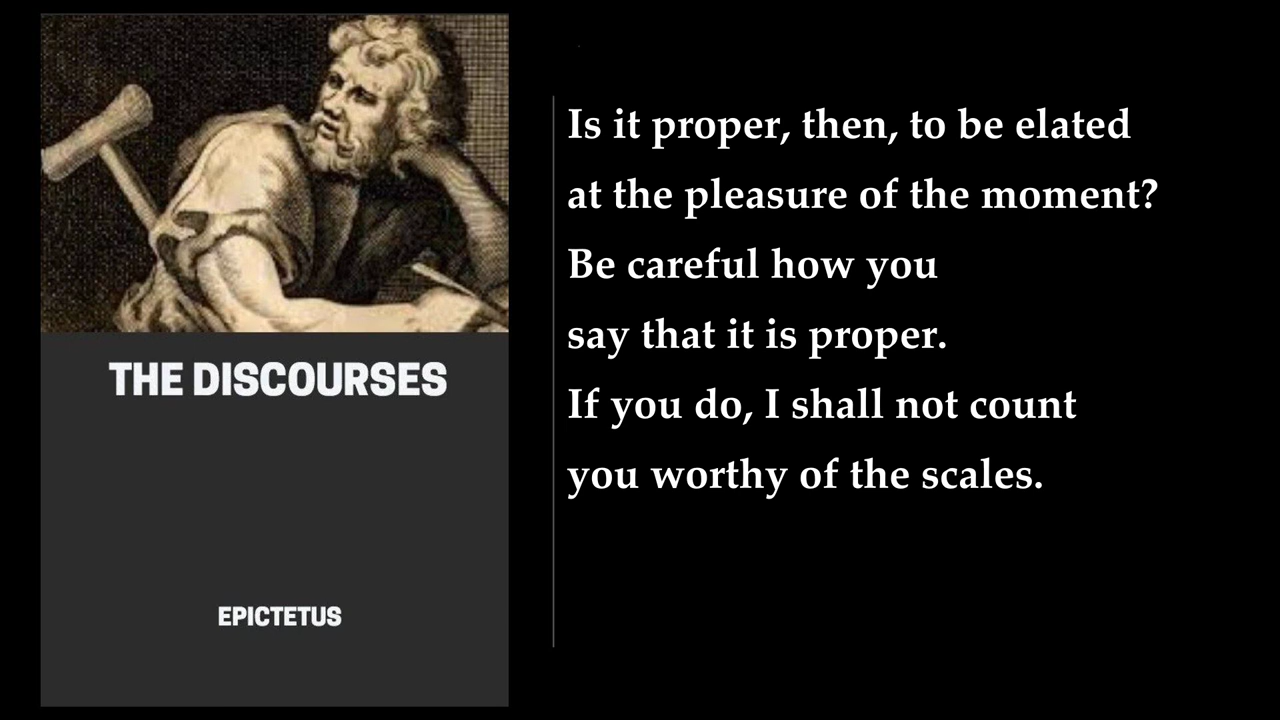 THE DISCOURSES
EPICTETUS
Is it proper, then, to be elated
at the pleasure of the moment?
Be careful how you
say that it is proper.
If you do, I shall not count
you worthy of the scales.